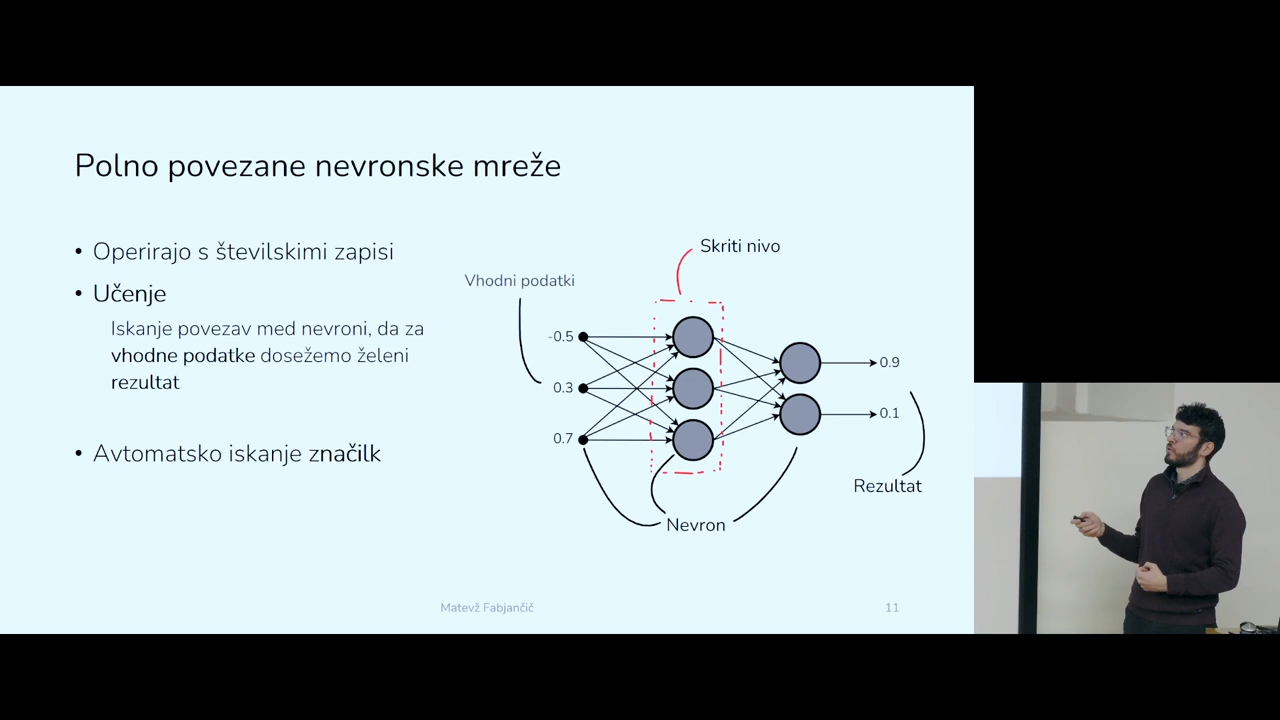 Polno povezane nevronske mreže
• Operirajo s številskimi zapisi
• Učenje
Iskanje povezav med nevroni, da za
vhodne podatke dosežemo želeni
rezultat
• Avtomatsko iskanje značilk
Skriti nivo
Vhodni podatki
-0.5
0.3
0.7
0.9
0.1
Rezultat
Nevron
Matevž Fabjančič
11